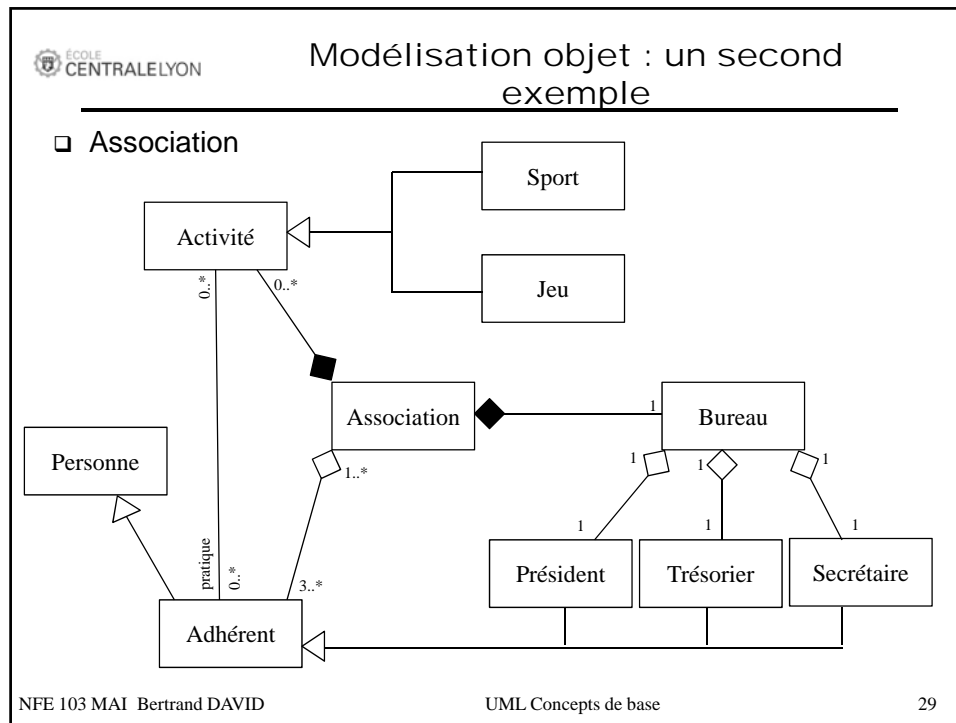 ÉCOLE
CENTRALELYON
Modélisation objet : un second
exemple
❑ Association
Sport
Activité
Jeu
0..*
0..*
Association
1
Bureau
Personne
1..*
1
1
1
pratique
0..*
3..*
1
1
1
Président
Trésorier
Secrétaire
Adhérent
NFE 103 MAI Bertrand DAVID
UML Concepts de base
29